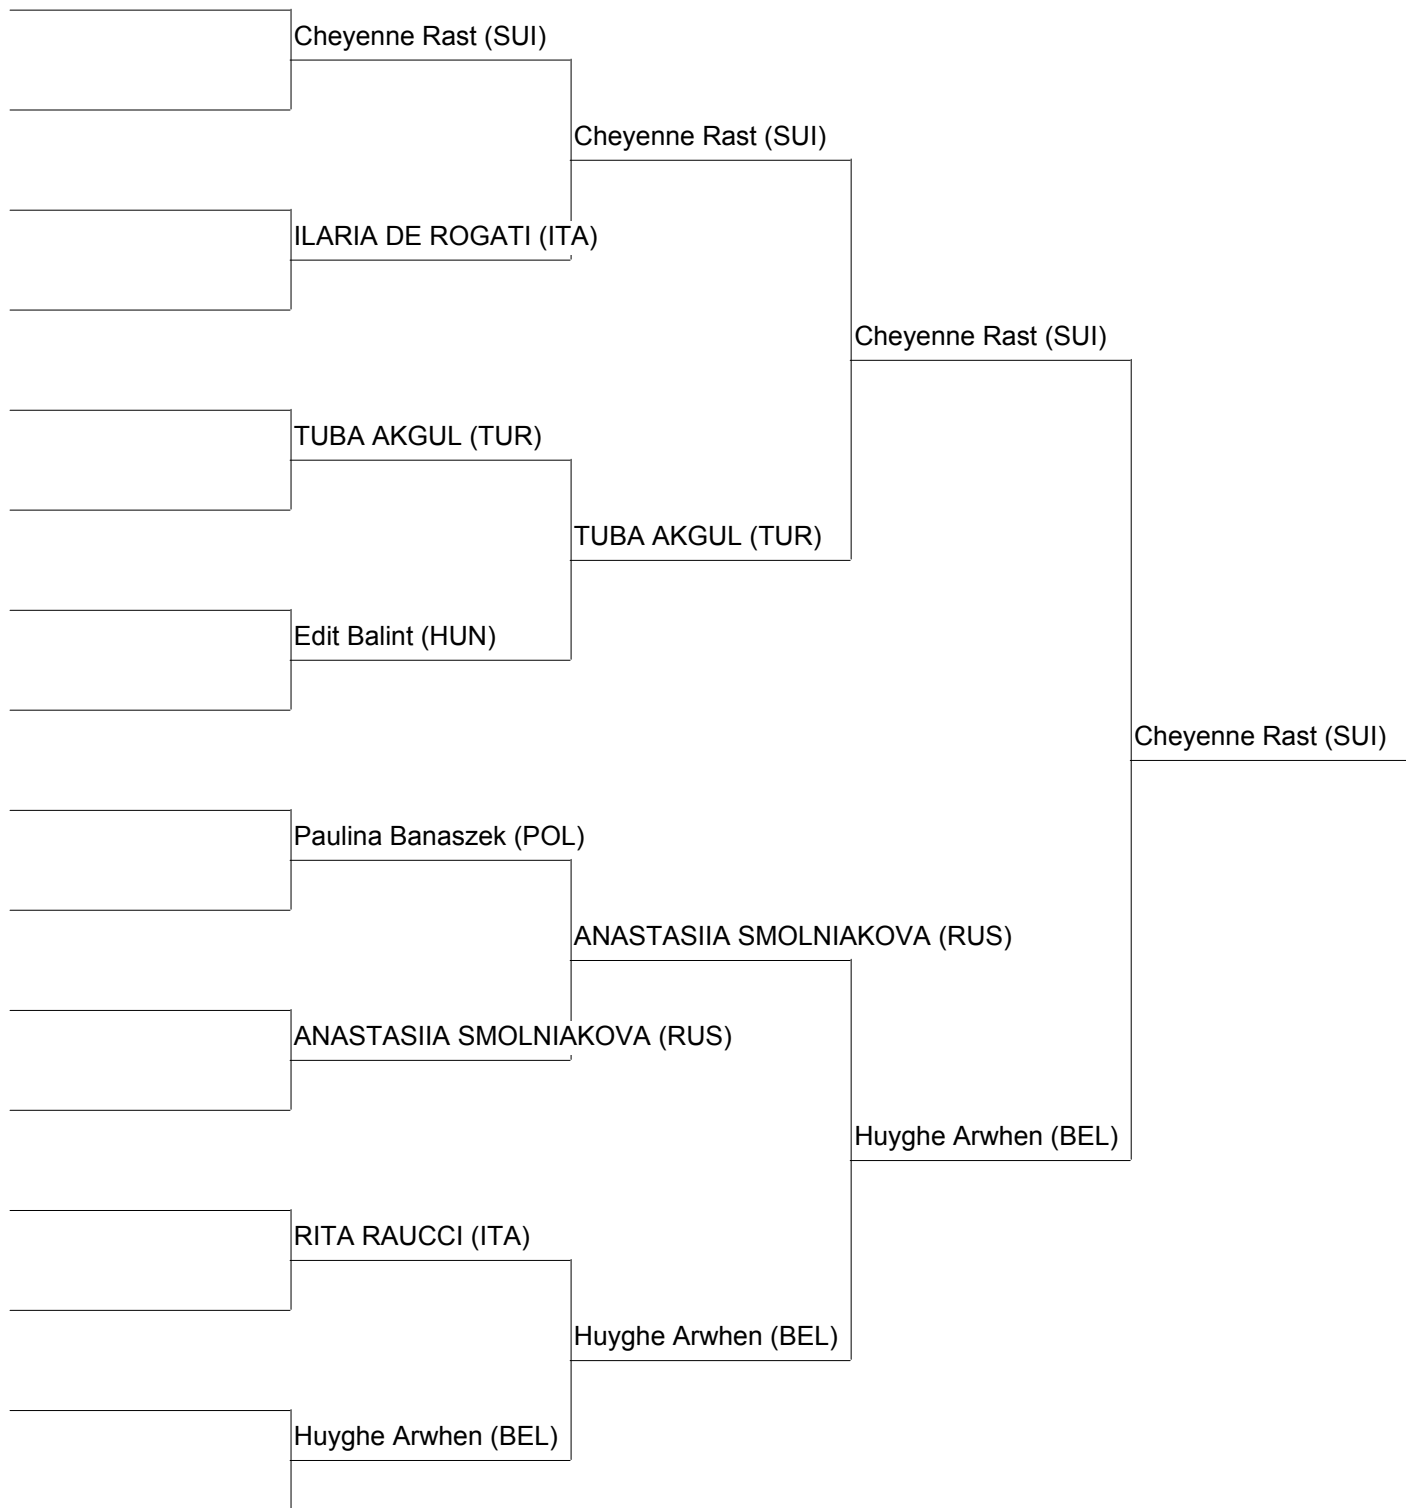 Cheyenne Rast (SUI)
Cheyenne Rast (SUI)
ILARIA DE ROGATI (ITA)
Cheyenne Rast (SUI)
TUBA AKGUL (TUR)
TUBA AKGUL (TUR)
Edit Balint (HUN)
Cheyenne Rast (SUI)
Paulina Banaszek (POL)
ANASTASIIA SMOLNIAKOVA (RUS)
ANASTASIIA SMOLNIAKOVA (RUS)
Huyghe Arwhen (BEL)
RITA RAUCCI (ITA)
Huyghe Arwhen (BEL)
Huyghe Arwhen (BEL)